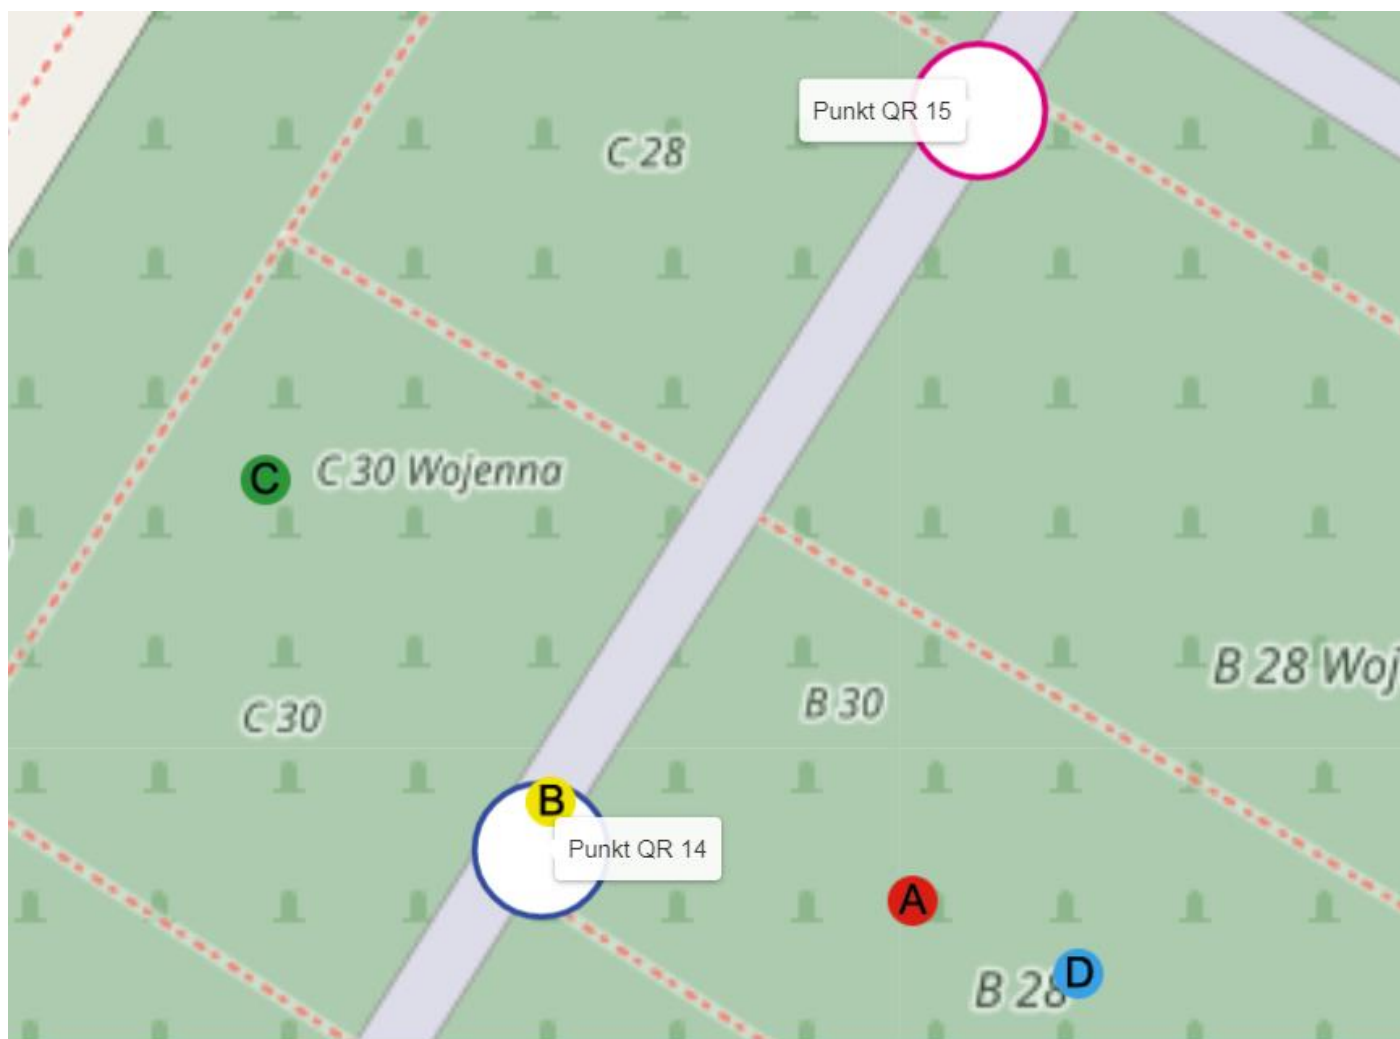 Punkt QR 15
C 28
C C 30 Wojenna
B 28 Woj
C 30
B 30
B
Punkt QR 14
A
B 28 D